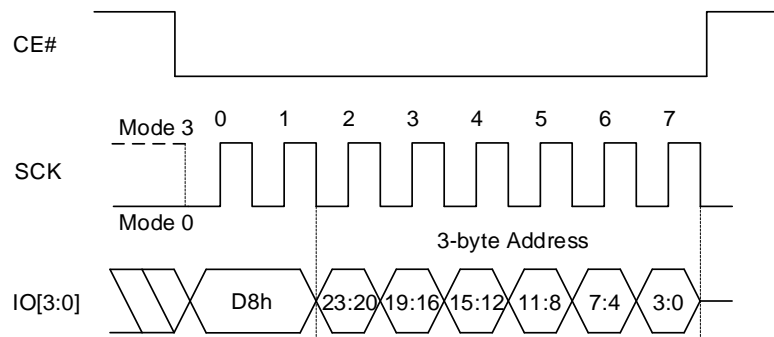 CE#
Mode 3
0 1 2 3 4 5 6 7
SCK
Mode 0
3-byte Address
IO[3:0]
D8h 23:20 19:16 15:12 11:8 7:4 3:0